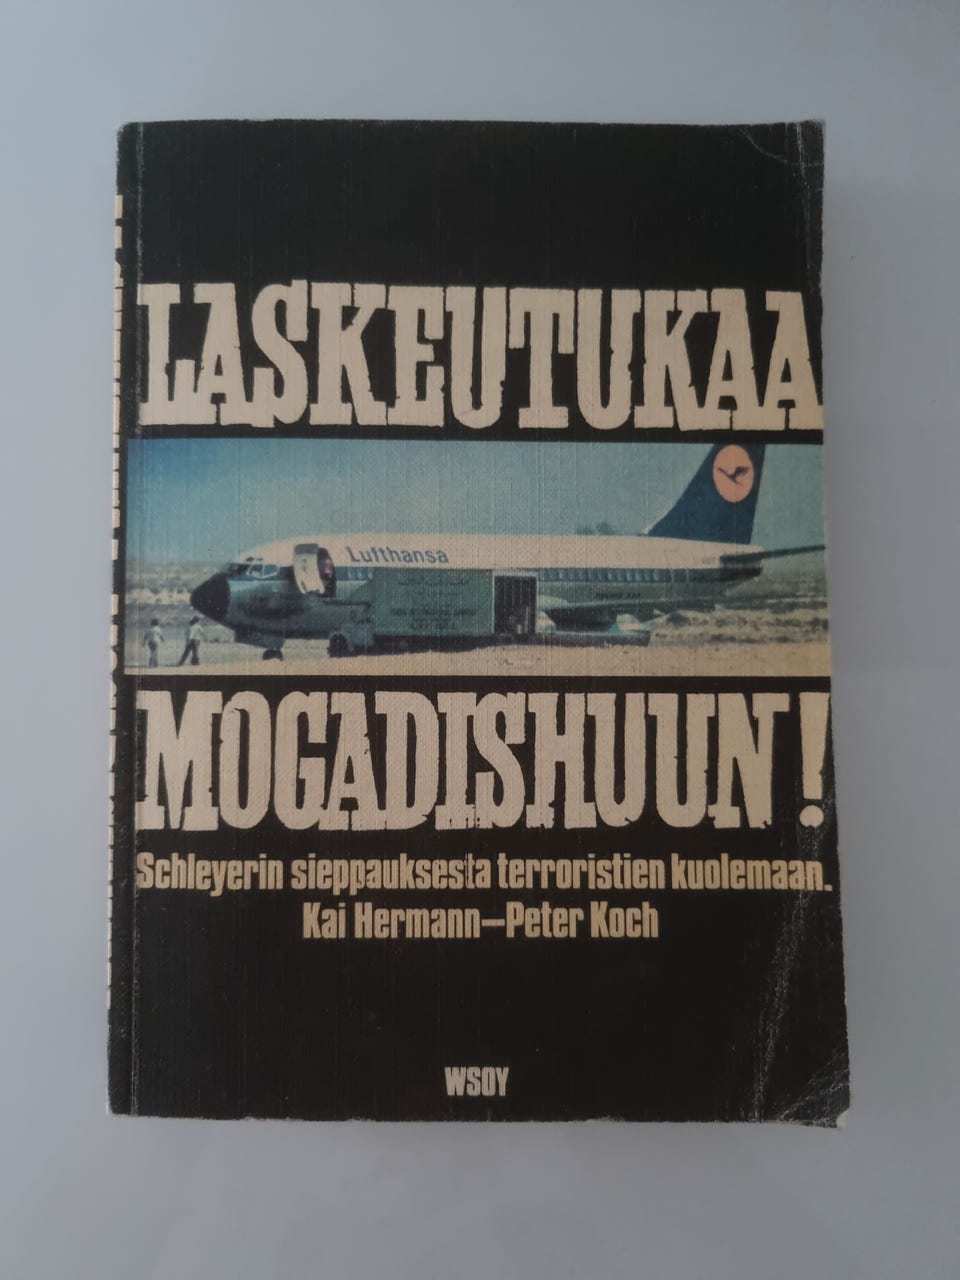 LASKEUTUKAA
Lufthansa
MOGADISHUUN!
Schleyerin sieppauksesta terroristien kuolemaan.
Kai Hermann—Peter Koch
WSOY